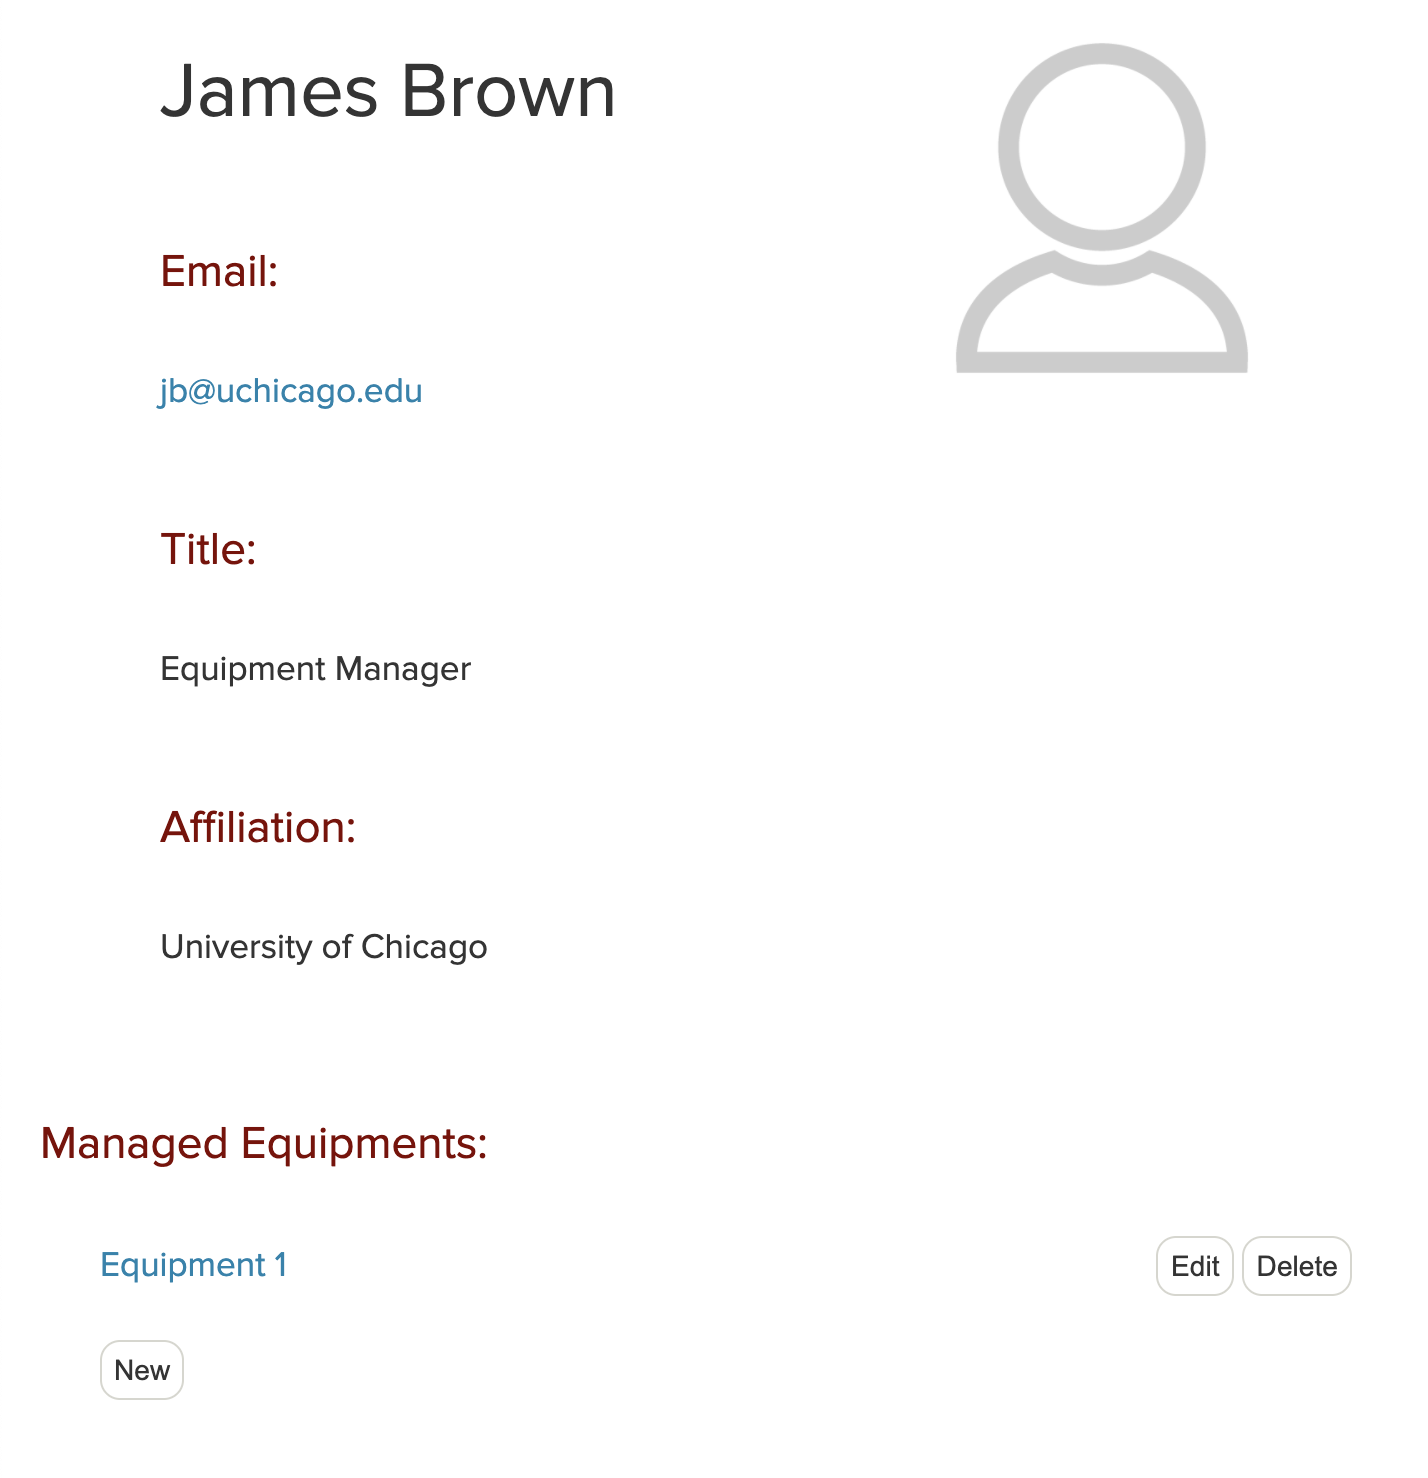 James Brown
Email:
jb@uchicago.edu
Title:
Equipment Manager
Affiliation:
University of Chicago
Managed Equipments:
Equipment 1
Edit Delete
New